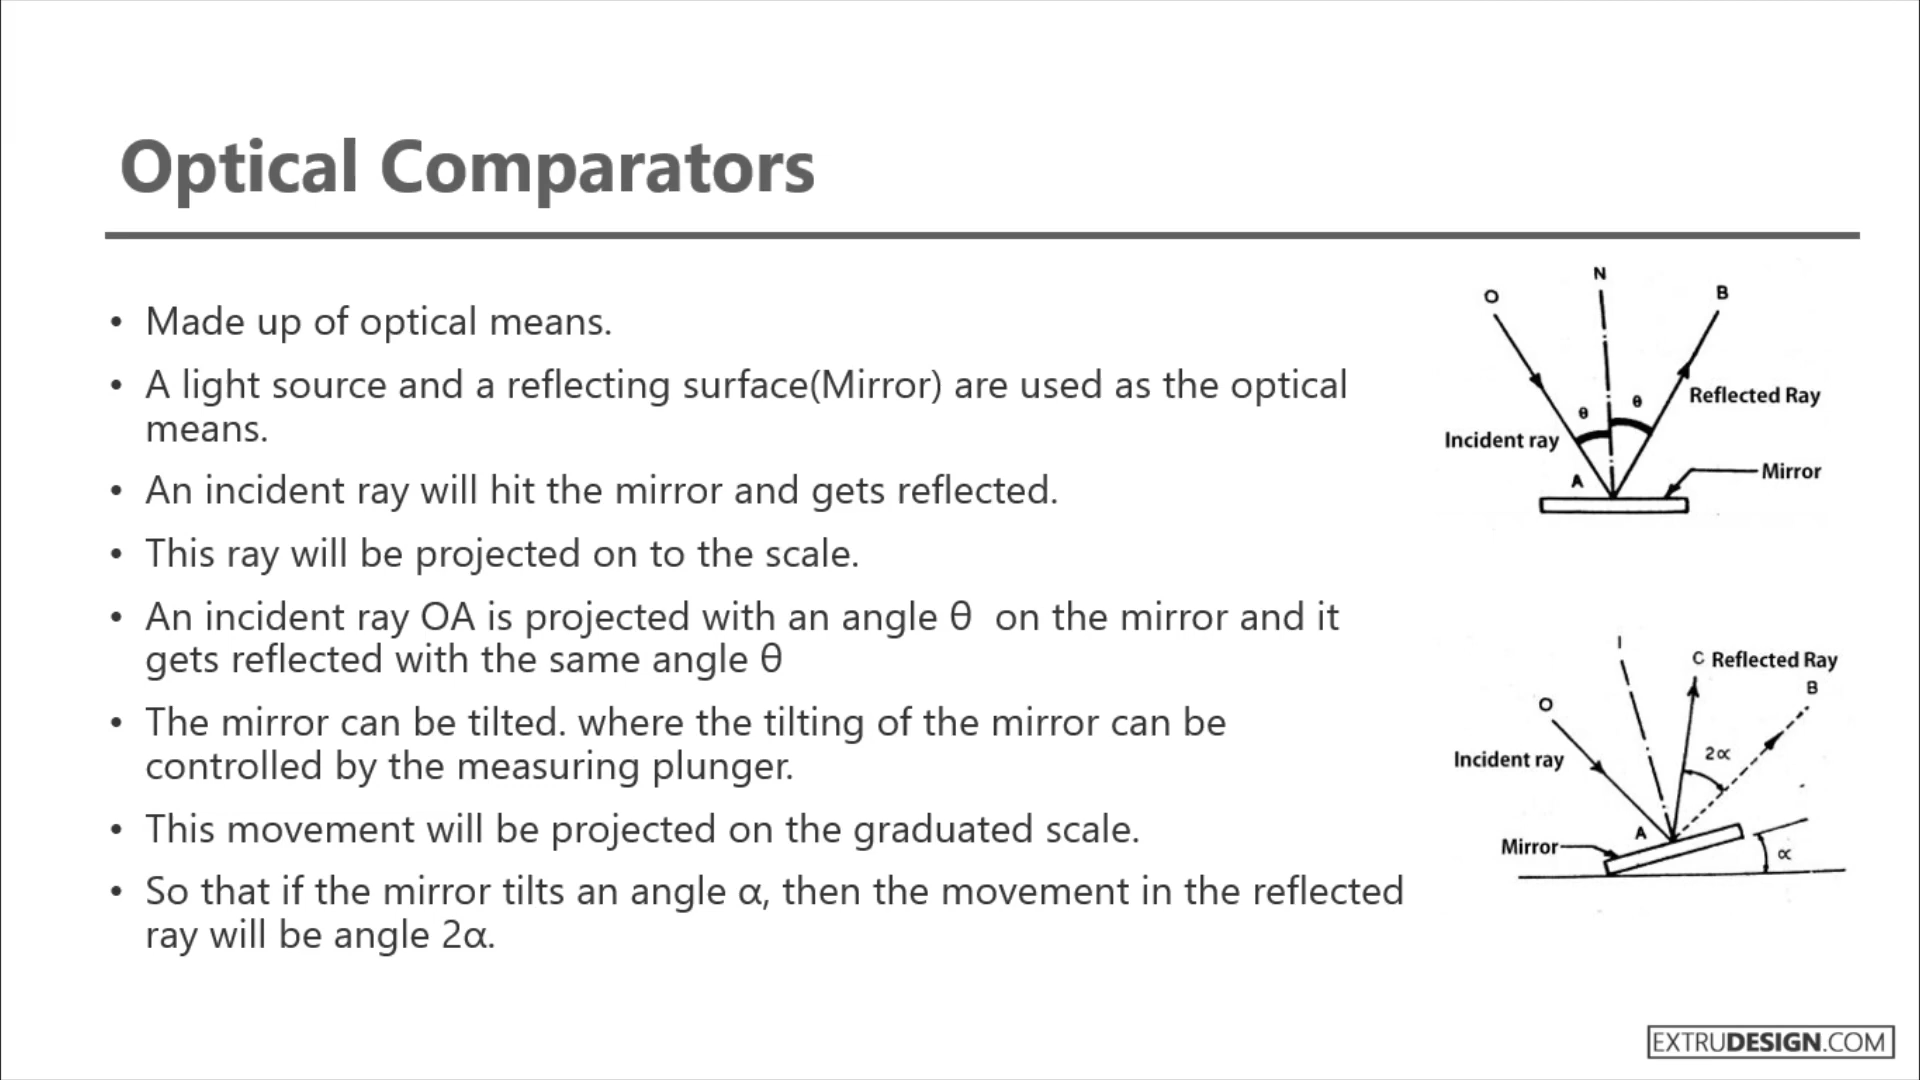 Optical Comparators
• Made up of optical means.
• A light source and a reflecting surface(Mirror) are used as the optical
means.
• An incident ray will hit the mirror and gets reflected.
• This ray will be projected on to the scale.
• An incident ray OA is projected with an angle θ on the mirror and it
gets reflected with the same angle θ
• The mirror can be tilted. where the tilting of the mirror can be
controlled by the measuring plunger.
• This movement will be projected on the graduated scale.
• So that if the mirror tilts an angle α, then the movement in the reflected
ray will be angle 2α.
N
O
B
θ
θ
Reflected Ray
Incident ray
A
Mirror
I
C Reflected Ray
B
O
2α
Incident ray
A
Mirror
α
EXTRUDESIGN.COM